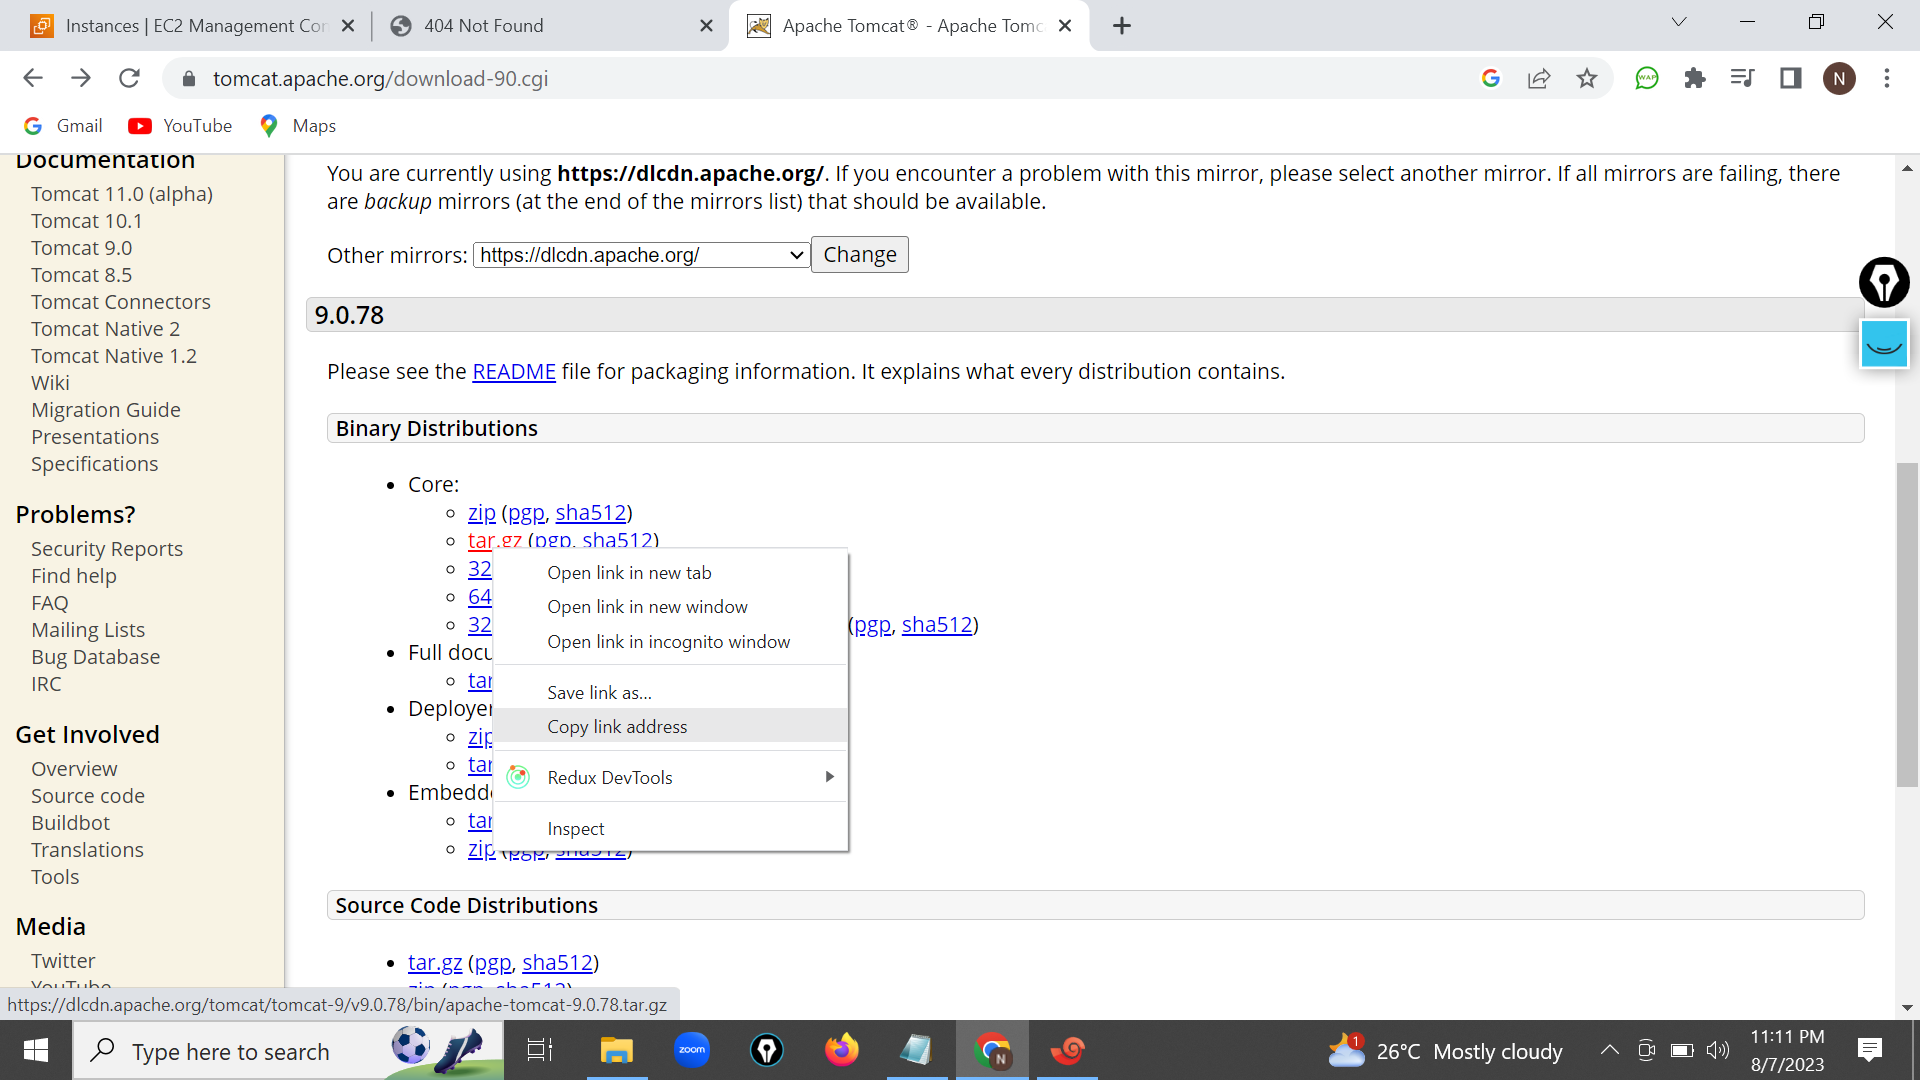 Instances | EC2 Management Con
404 Not Found
Apache Tomcat® - Apache Tomc
tomcat.apache.org/download-90.cgi
N
Gmail
YouTube
Maps
Documentation
Tomcat 11.0 (alpha)
Tomcat 10.1
Tomcat 9.0
Tomcat 8.5
Tomcat Connectors
Tomcat Native 2
Tomcat Native 1.2
Wiki
Migration Guide
Presentations
Specifications
Problems?
Security Reports
Find help
FAQ
Mailing Lists
Bug Database
IRC
Get Involved
Overview
Source code
Buildbot
Translations
Tools
Media
Twitter
YouTube
You are currently using https://dlcdn.apache.org/. If you encounter a problem with this mirror, please select another mirror. If all mirrors are failing, there
are backup mirrors (at the end of the mirrors list) that should be available.
Other mirrors: https://dlcdn.apache.org/ Change
9.0.78
Please see the README file for packaging information. It explains what every distribution contains.
Binary Distributions
Core:
zip (pgp, sha512)
tar.gz (pgp, sha512)
32
64
32 (pgp, sha512)
Full docu
tar
Deployer
zip
tar
Embedde
tar
zip (pgp, sha512)
Open link in new tab
Open link in new window
Open link in incognito window
Save link as...
Copy link address
Redux DevTools
Inspect
Source Code Distributions
tar.gz (pgp, sha512)
zip (pgp, sha512)
https://dlcdn.apache.org/tomcat/tomcat-9/v9.0.78/bin/apache-tomcat-9.0.78.tar.gz
Type here to search
zoom
N
1
26°C Mostly cloudy
11:11 PM
8/7/2023